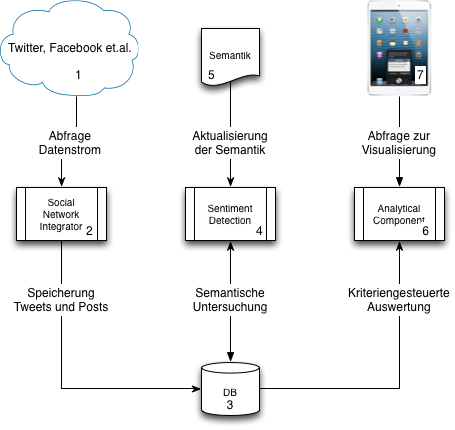 Twitter, Facebook et.al.
1
Semantik
5
7
Abfrage
Datenstrom
Aktualisierung
der Semantik
Abfrage zur
Visualisierung
Social
Network
Integrator
2
Sentiment
Detection
4
Analytical
Component
6
Speicherung
Tweets und Posts
Semantische
Untersuchung
Kriteriengesteuerte
Auswertung
DB
3